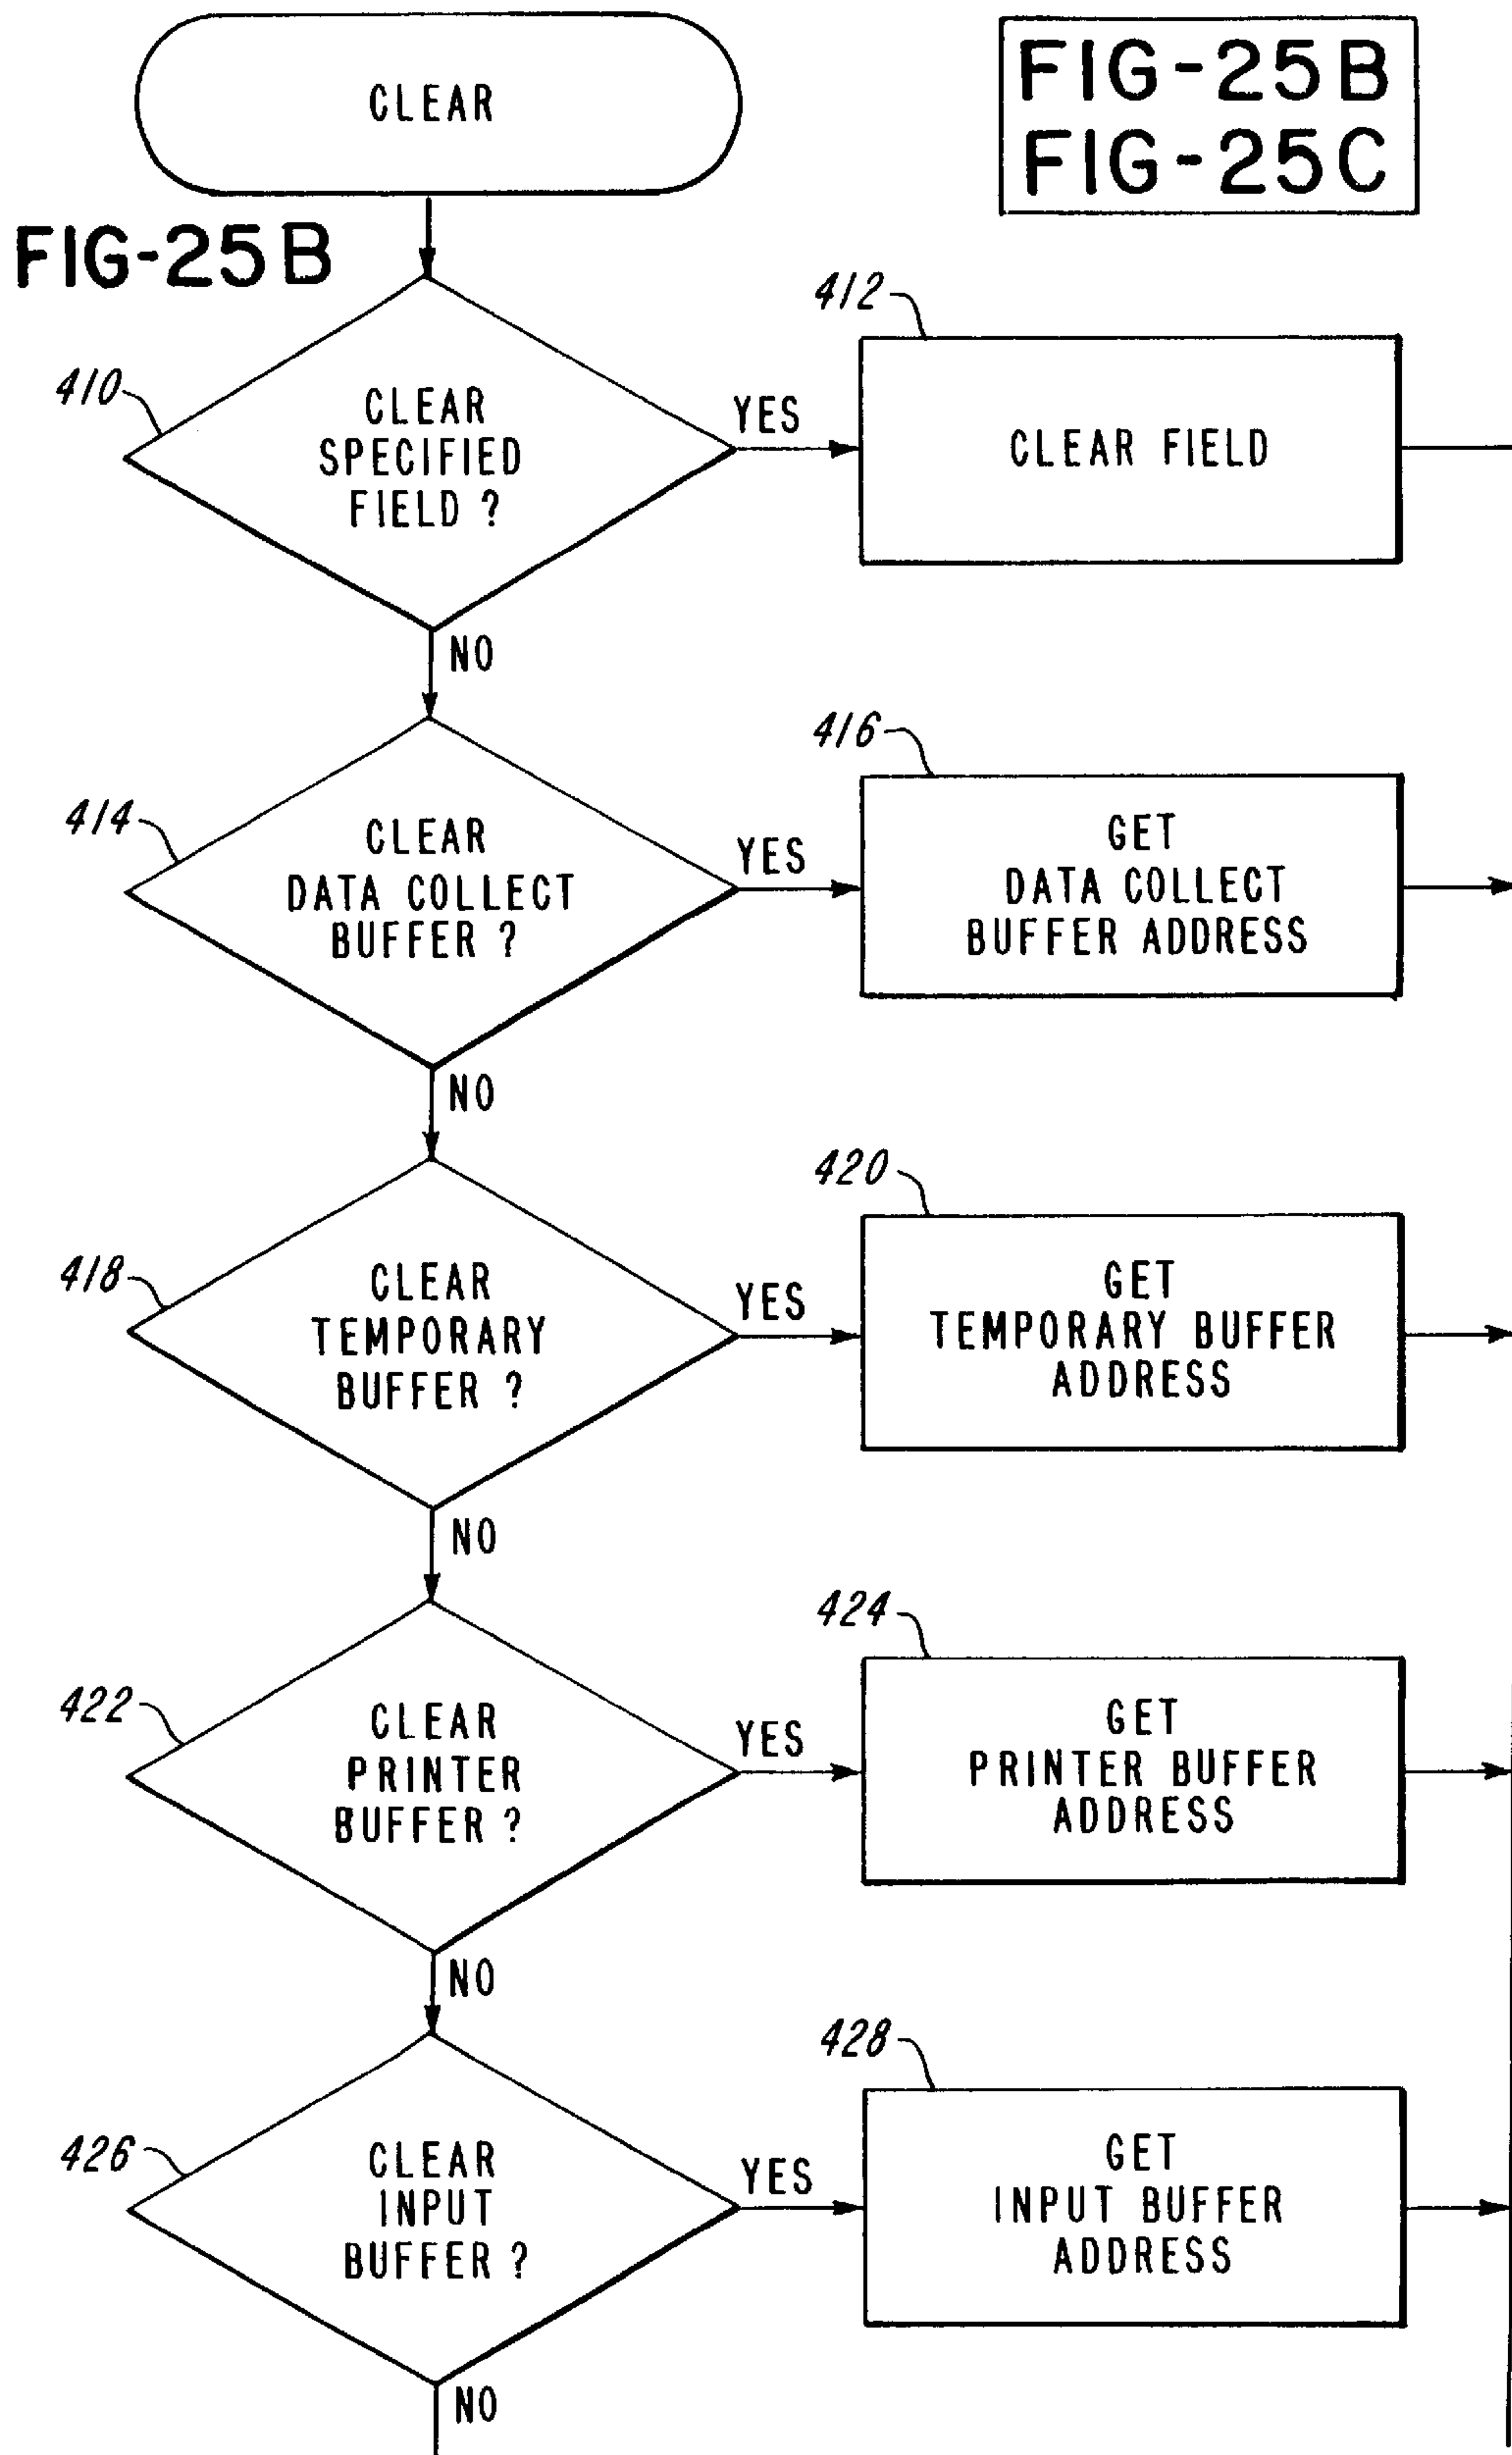 CLEAR
FIG-25B
FIG-25C
FIG-25B
410
CLEAR
SPECIFIED
FIELD ?
YES
412
CLEAR FIELD
NO
414
CLEAR
DATA COLLECT
BUFFER ?
YES
416
GET
DATA COLLECT
BUFFER ADDRESS
NO
418
CLEAR
TEMPORARY
BUFFER ?
YES
420
GET
TEMPORARY BUFFER
ADDRESS
NO
422
CLEAR
PRINTER
BUFFER ?
YES
424
GET
PRINTER BUFFER
ADDRESS
NO
426
CLEAR
INPUT
BUFFER ?
YES
428
GET
INPUT BUFFER
ADDRESS
NO